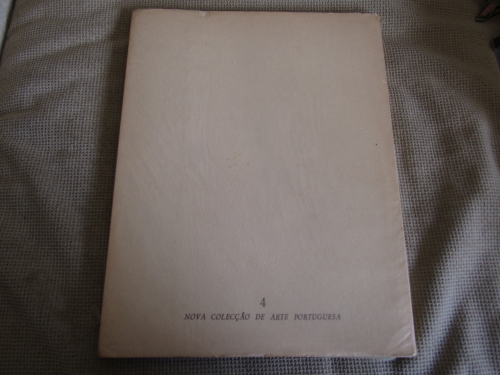 4
NOVA COLECÇÃO DE ARTE PORTUGUESA